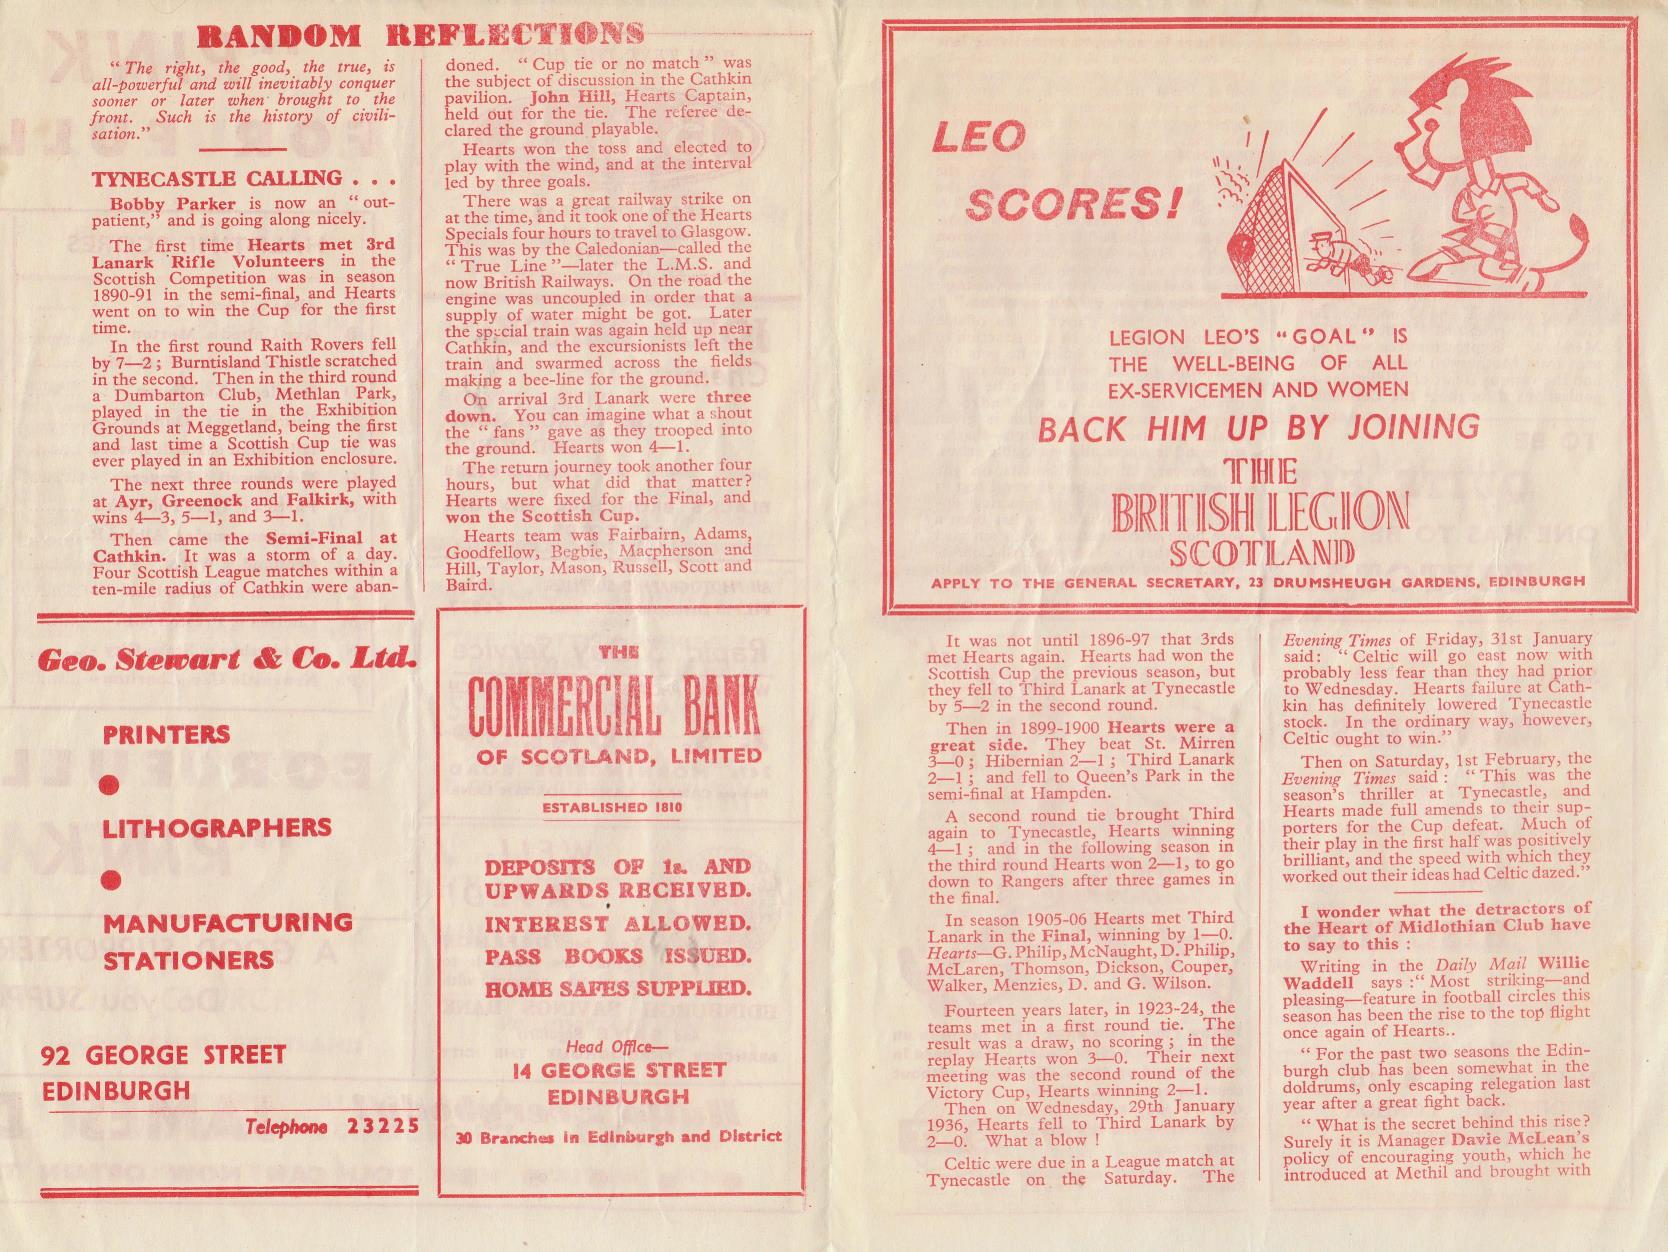 RANDOM REFLECTIONS
“ The right, the good, the true, is
all-powerful and will inevitably conquer
sooner or later when brought to the
front. Such is the history of civili-
sation.”
TYNECASTLE CALLING . . .
Bobby Parker is now an “ out-
patient,” and is going along nicely.
The first time Hearts met 3rd
Lanark Rifle Volunteers in the
Scottish Competition was in season
1890-91 in the semi-final, and Hearts
went on to win the Cup for the first
time.
In the first round Raith Rovers fell
by 7—2 ; Burntisland Thistle scratched
in the second. Then in the third round
a Dumbarton Club, Methlan Park,
played in the tie in the Exhibition
Grounds at Meggetland, being the first
and last time a Scottish Cup tie was
ever played in an Exhibition enclosure.
The next three rounds were played
at Ayr, Greenock and Falkirk, with
wins 4—3, 5—1, and 3—1.
Then came the Semi-Final at
Cathkin. It was a storm of a day.
Four Scottish League matches within a
ten-mile radius of Cathkin were aban-
doned. “ Cup tie or no match ” was
the subject of discussion in the Cathkin
pavilion. John Hill, Hearts Captain,
held out for the tie. The referee de-
clared the ground playable.
Hearts won the toss and elected to
play with the wind, and at the interval
led by three goals.
There was a great railway strike on
at the time, and it took one of the Hearts
Specials four hours to travel to Glasgow.
This was by the Caledonian—called the
“ True Line ”—later the L.M.S. and
now British Railways. On the road the
engine was uncoupled in order that a
supply of water might be got. Later
the special train was again held up near
Cathkin, and the excursionists left the
train and swarmed across the fields
making a bee-line for the ground.
On arrival 3rd Lanark were three
down. You can imagine what a shout
the “ fans ” gave as they trooped into
the ground. Hearts won 4—1.
The return journey took another four
hours, but what did that matter?
Hearts were fixed for the Final, and
won the Scottish Cup.
Hearts team was Fairbairn, Adams,
Goodfellow, Begbie, Macpherson and
Hill, Taylor, Mason, Russell, Scott and
Baird.
Geo. Stewart & Co. Ltd.
PRINTERS
LITHOGRAPHERS
MANUFACTURING
STATIONERS
92 GEORGE STREET
EDINBURGH
Telephone 23225
THE
COMMERCIAL BANK
OF SCOTLAND, LIMITED
ESTABLISHED 1810
DEPOSITS OF 1s. AND
UPWARDS RECEIVED.
INTEREST ALLOWED.
PASS BOOKS ISSUED.
HOME SAFES SUPPLIED.
Head Office—
14 GEORGE STREET
EDINBURGH
30 Branches in Edinburgh and District
LEO
SCORES!
LEGION LEO'S “GOAL” IS
THE WELL-BEING OF ALL
EX-SERVICEMEN AND WOMEN
BACK HIM UP BY JOINING
THE
BRITISH LEGION
SCOTLAND
APPLY TO THE GENERAL SECRETARY, 23 DRUMSHEUGH GARDENS, EDINBURGH
It was not until 1896-97 that 3rds
met Hearts again. Hearts had won the
Scottish Cup the previous season, but
they fell to Third Lanark at Tynecastle
by 5—2 in the second round.
Then in 1899-1900 Hearts were a
great side. They beat St. Mirren
3—0 ; Hibernian 2—1 ; Third Lanark
2—1 ; and fell to Queen's Park in the
semi-final at Hampden.
A second round tie brought Third
again to Tynecastle, Hearts winning
4—1 ; and in the following season in
the third round Hearts won 2—1, to go
down to Rangers after three games in
the final.
In season 1905-06 Hearts met Third
Lanark in the Final, winning by 1—0.
Hearts—G. Philip, McNaught, D. Philip,
McLaren, Thomson, Dickson, Couper,
Walker, Menzies, D. and G. Wilson.
Fourteen years later, in 1923-24, the
teams met in a first round tie. The
result was a draw, no scoring ; in the
replay Hearts won 3—0. Their next
meeting was the second round of the
Victory Cup, Hearts winning 2—1.
Then on Wednesday, 29th January
1936, Hearts fell to Third Lanark by
2—0. What a blow !
Celtic were due in a League match at
Tynecastle on the Saturday. The
Evening Times of Friday, 31st January
said : “ Celtic will go east now with
probably less fear than they had prior
to Wednesday. Hearts failure at Cath-
kin has definitely lowered Tynecastle
stock. In the ordinary way, however,
Celtic ought to win.”
Then on Saturday, 1st February, the
Evening Times said : “ This was the
season's thriller at Tynecastle, and
Hearts made full amends to their sup-
porters for the Cup defeat. Much of
their play in the first half was positively
brilliant, and the speed with which they
worked out their ideas had Celtic dazed.”
I wonder what the detractors of
the Heart of Midlothian Club have
to say to this :
Writing in the Daily Mail Willie
Waddell says :“ Most striking—and
pleasing—feature in football circles this
season has been the rise to the top flight
once again of Hearts..
“ For the past two seasons the Edin-
burgh club has been somewhat in the
doldrums, only escaping relegation last
year after a great fight back.
“ What is the secret behind this rise?
Surely it is Manager Davie McLean's
policy of encouraging youth, which he
introduced at Methil and brought with